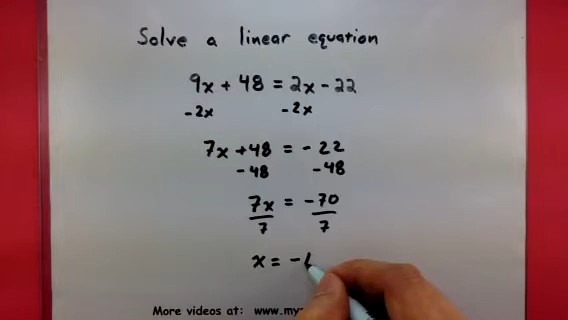 Solve a linear equation
9x + 48 = 2x - 22
-2x -2x
7x + 48 = - 22
-48 -48
7x = -70
7 7
x = -
More videos at: www.my